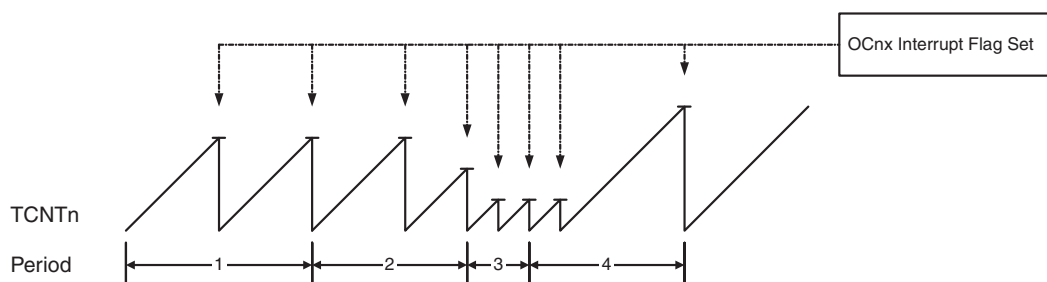 OCnx Interrupt Flag Set
TCNTn
Period
1
2
3
4